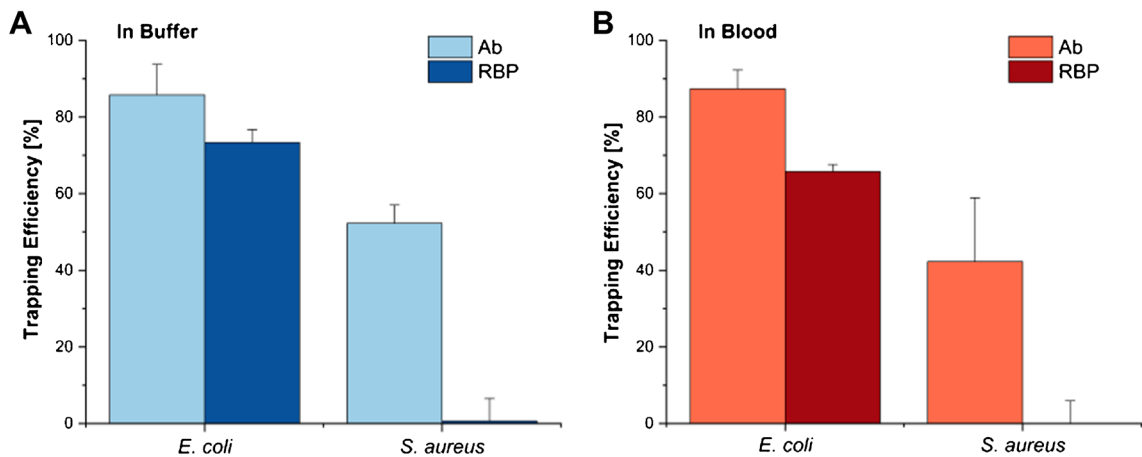 A
In Buffer
Ab
RBP
Trapping Efficiency [%]
100
80
60
40
20
0
E. coli
S. aureus
B
In Blood
Ab
RBP
Trapping Efficiency [%]
100
80
60
40
20
0
E. coli
S. aureus